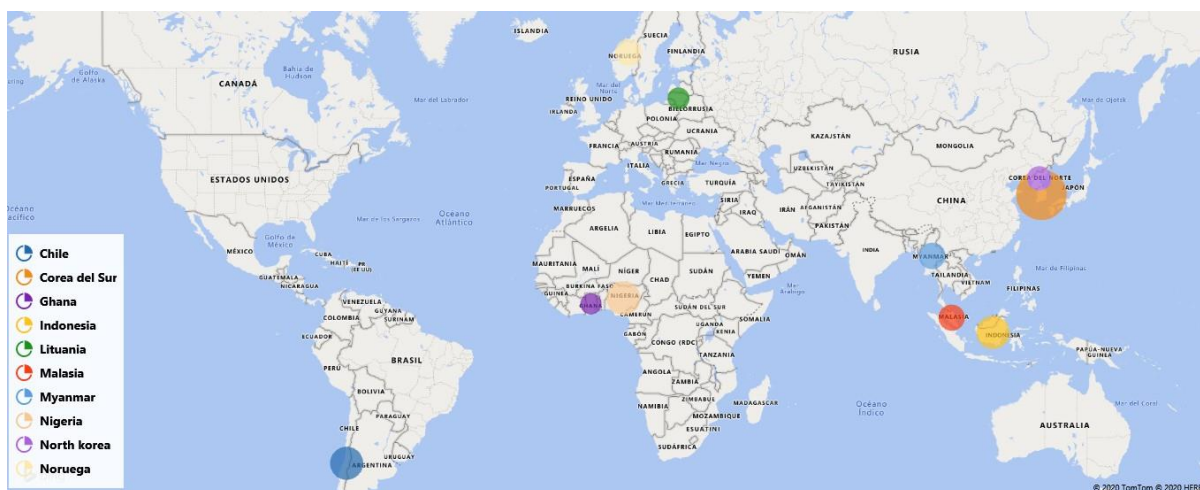 ISLANDIA
SUECIA
NORUEGA
FINLANDIA
RUSIA
Golfo
de Alaska
Bahía de
Hudson
CANADÁ
Mar del Labrador
Mar del
Norte
REINO UNIDO
IRLANDA
BIELORRUSIA
POLONIA
UCRANIA
Mar de Ojotsk
KAZAJSTÁN
MONGOLIA
FRANCIA
AUSTRIA
RUMANIA
ITALIA
Mar Negro
UZBEKISTÁN
ESTADOS UNIDOS
ESPAÑA
PORTUGAL
GRECIA
TURQUÍA
TAYIKISTÁN
COREA DEL NORTE
JAPÓN
CHINA
Océano
Atlántico
Mar de los Sargazos
Mar Mediterráneo
SIRIA
IRAQ
IRÁN
AFGANISTÁN
PAKISTÁN
MARRUECOS
ARGELIA
LIBIA
EGIPTO
Océano
Pacífico
Golfo de
México
MÉXICO
CUBA
HAITÍ
PR
(EE.UU.)
ARABIA SAUDÍ
OMÁN
INDIA
MYANMAR
MAURITANIA
MALÍ
NÍGER
CHAD
SUDÁN
YEMEN
Mar
Arábigo
TAILANDIA
VIETNAM
FILIPINAS
Mar de Filipinas
GUATEMALA
NICARAGUA
BURKINA FASO
GUINEA
GHANA
NIGERIA
CAMERÚN
SUDÁN DEL SUR
SOMALIA
VENEZUELA
GUYANA
SURINAM
COLOMBIA
ECUADOR
GABÓN
UGANDA
KENIA
CONGO (RDC)
TANZANIA
MALASIA
INDONESIA
PAPÚA-NUEVA
GUINEA
PERÚ
BRASIL
BOLIVIA
ANGOLA
ZAMBIA
ZIMBABUE
MOZAMBIQUE
MADAGASCAR
NAMIBIA
ESUATINI
SUDÁFRICA
Océano
Índico
Mar del Coral
AUSTRALIA
PARAGUAY
CHILE
URUGUAY
ARGENTINA
Chile
Corea del Sur
Ghana
Indonesia
Lituania
Malasia
Myanmar
Nigeria
North korea
Noruega
© 2020 TomTom © 2020 HERE